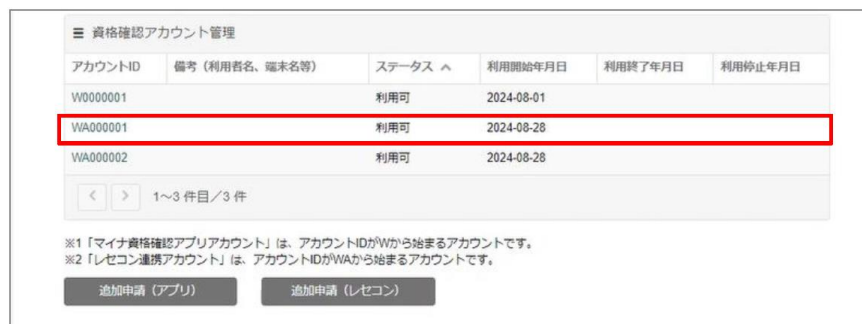 ≡ 資格確認アカウント管理
アカウントID 備考（利用者名、端末名等） ステータス ∧ 利用開始年月日 利用終了年月日 利用停止年月日
W0000001 利用可 2024-08-01
WA000001 利用可 2024-08-28
WA000002 利用可 2024-08-28
< > 1～3 件目／3 件
※1「マイナ資格確認アプリアカウント」は、アカウントIDがWから始まるアカウントです。
※2「レセコン連携アカウント」は、アカウントIDがWAから始まるアカウントです。
追加申請（アプリ） 追加申請（レセコン）